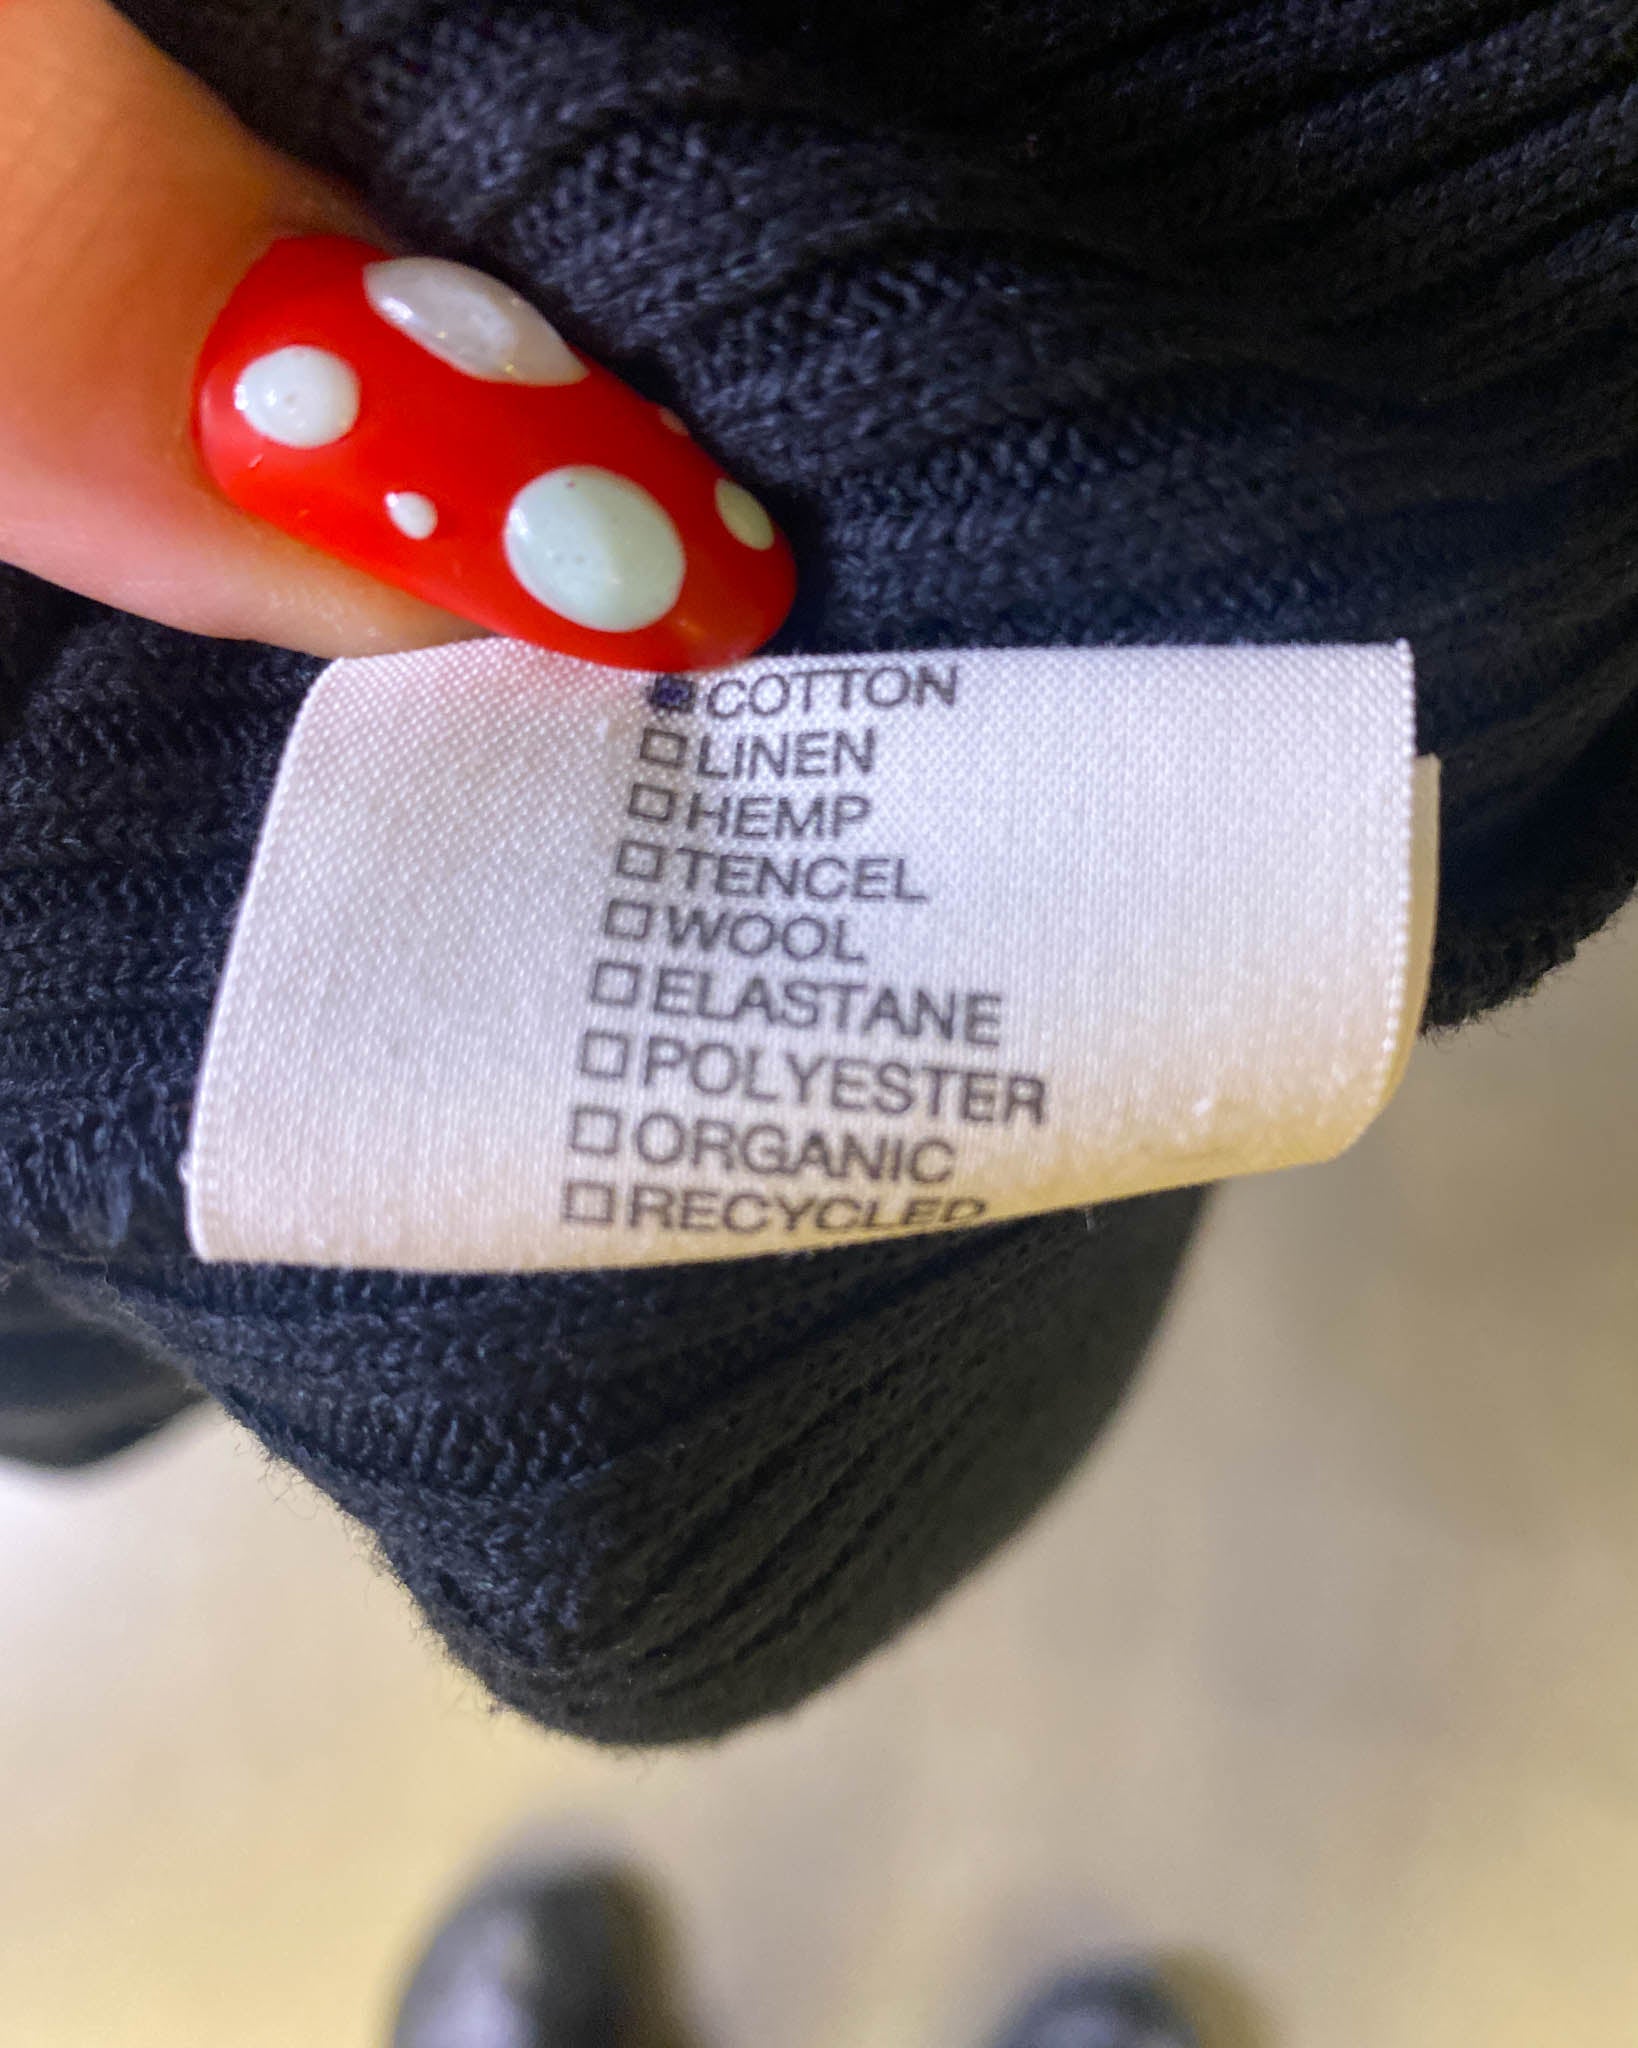 COTTON
LINEN
HEMP
TENCEL
WOOL
ELASTANE
POLYESTER
ORGANIC
RECYCLED